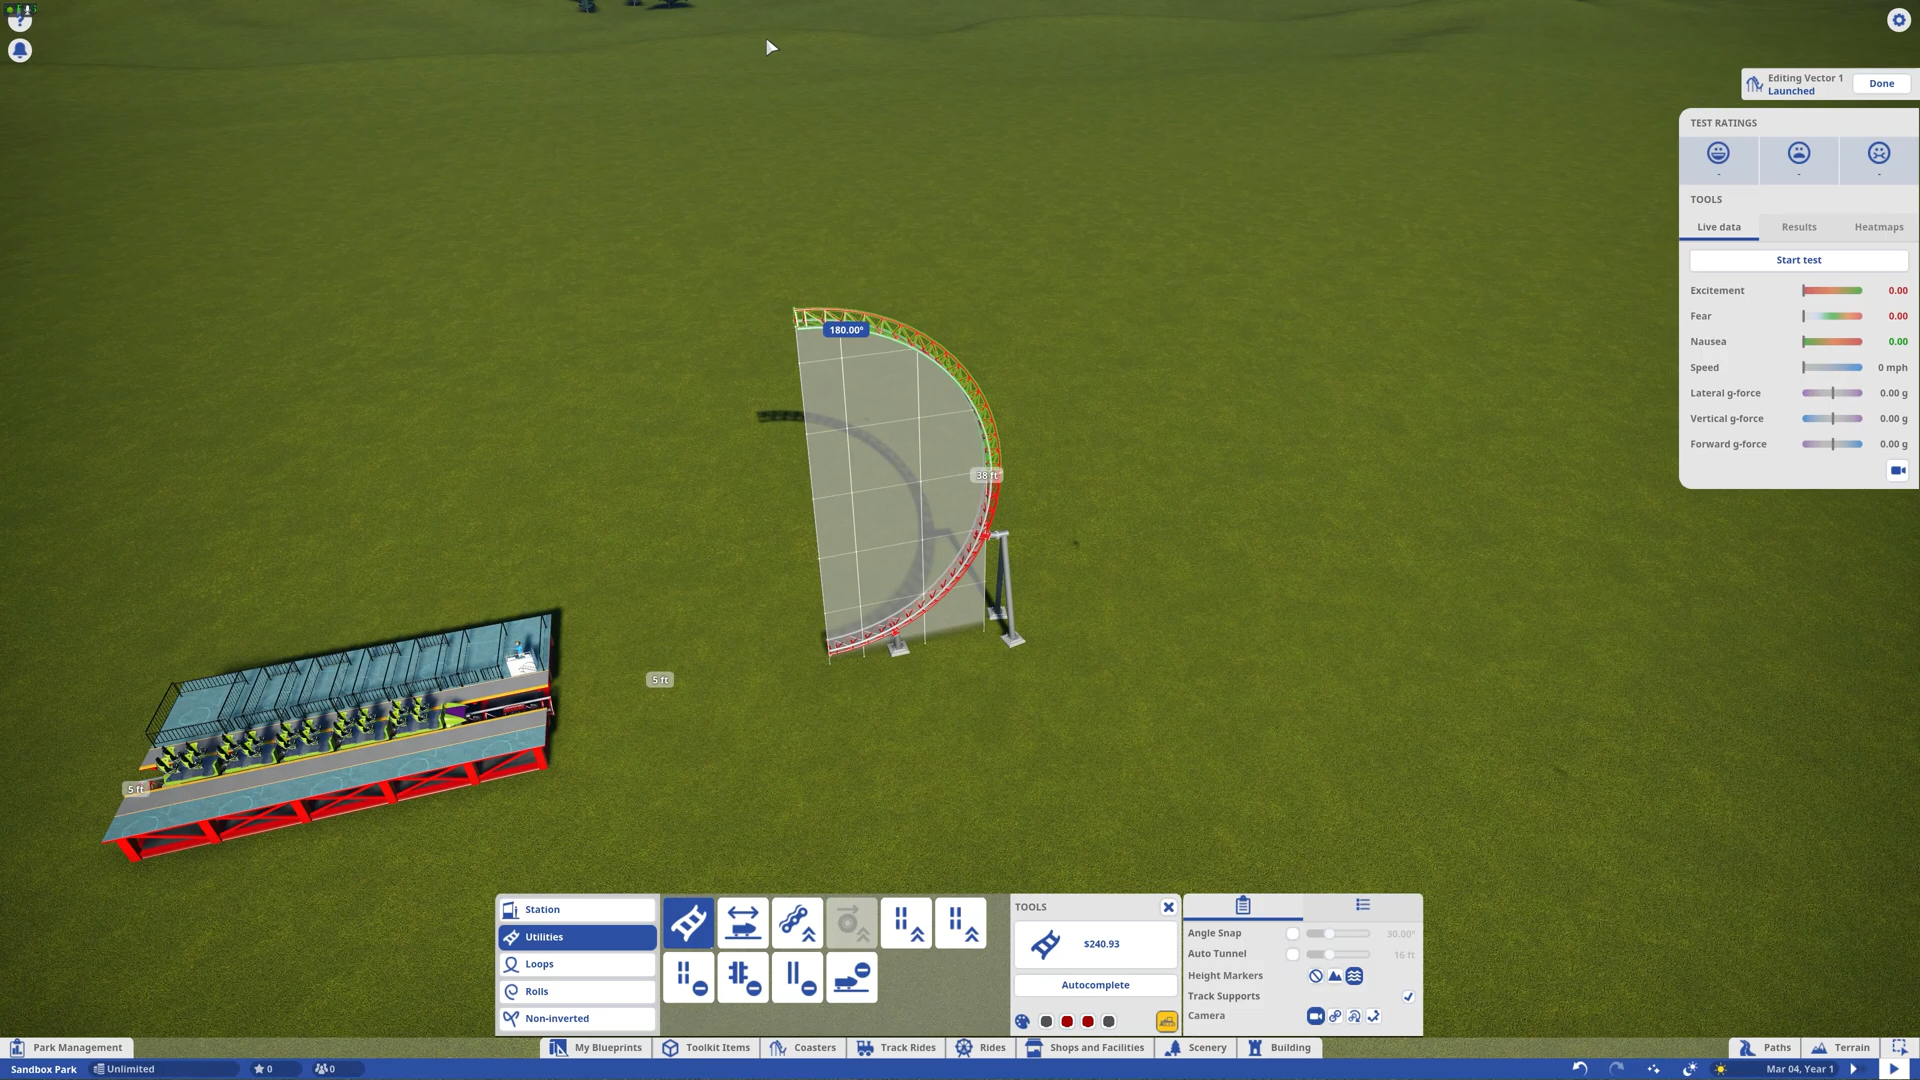 ?
Editing Vector 1
Launched
Done
TEST RATINGS
- - -
TOOLS
Live data Results Heatmaps
Start test
Excitement 0.00
Fear 0.00
Nausea 0.00
Speed 0 mph
Lateral g-force 0.00 g
Vertical g-force 0.00 g
Forward g-force 0.00 g
180.00°
38 ft
5 ft
5 ft
Station
Utilities
Loops
Rolls
Non-inverted
TOOLS
$240.93
Autocomplete
Angle Snap 30.00°
Auto Tunnel 16 ft
Height Markers
Track Supports
Camera
Park Management My Blueprints Toolkit Items Coasters Track Rides Rides Shops and Facilities Scenery Building Paths Terrain
Sandbox Park Unlimited 0 0 Mar 04, Year 1